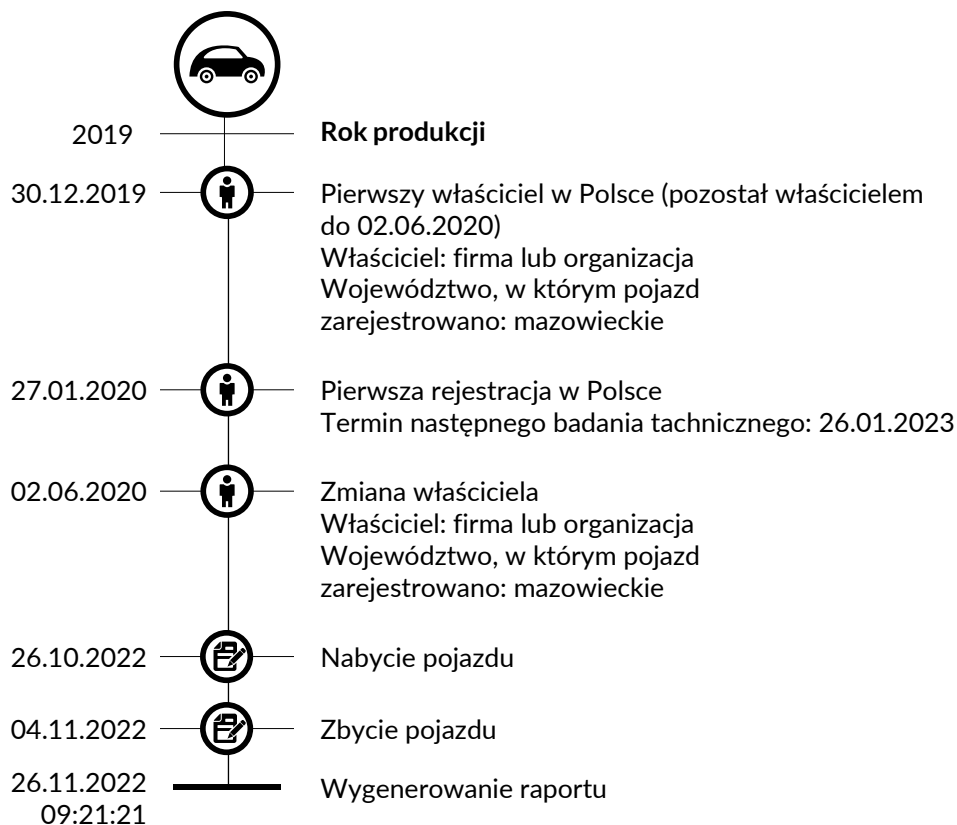 2019 Rok produkcji
30.12.2019 Pierwszy właściciel w Polsce (pozostał właścicielem
do 02.06.2020)
Właściciel: firma lub organizacja
Województwo, w którym pojazd
zarejestrowano: mazowieckie
27.01.2020 Pierwsza rejestracja w Polsce
Termin następnego badania tachnicznego: 26.01.2023
02.06.2020 Zmiana właściciela
Właściciel: firma lub organizacja
Województwo, w którym pojazd
zarejestrowano: mazowieckie
26.10.2022 Nabycie pojazdu
04.11.2022 Zbycie pojazdu
26.11.2022 Wygenerowanie raportu
09:21:21